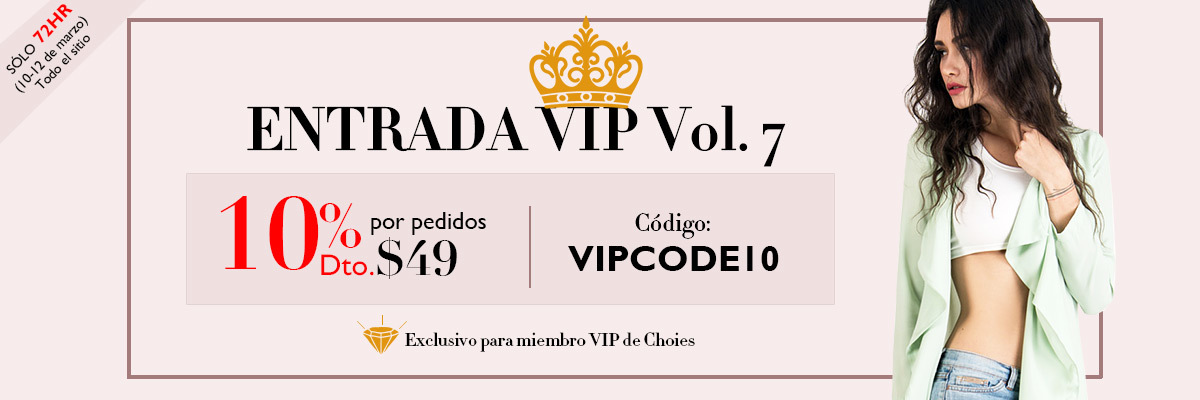 SÓLO 72HR
(10-12 de marzo)
Todo el sitio
ENTRADA VIP Vol. 7
10% Dto.
por pedidos
$49
Código:
VIPCODE10
Exclusivo para miembro VIP de Choies